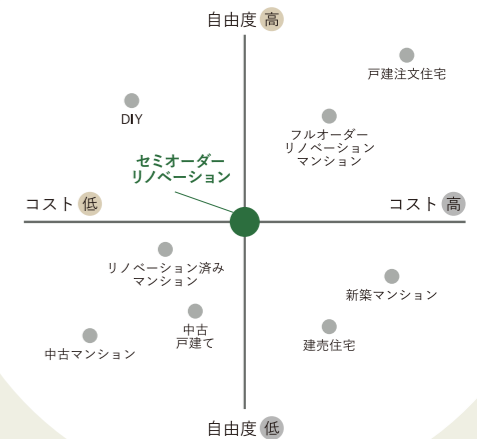 自由度 高
戸建注文住宅
DIY
フルオーダー
リノベーション
マンション
セミオーダー
リノベーション
コスト 低
コスト 高
リノベーション済み
マンション
新築マンション
中古
戸建て
建売住宅
中古マンション
自由度 低